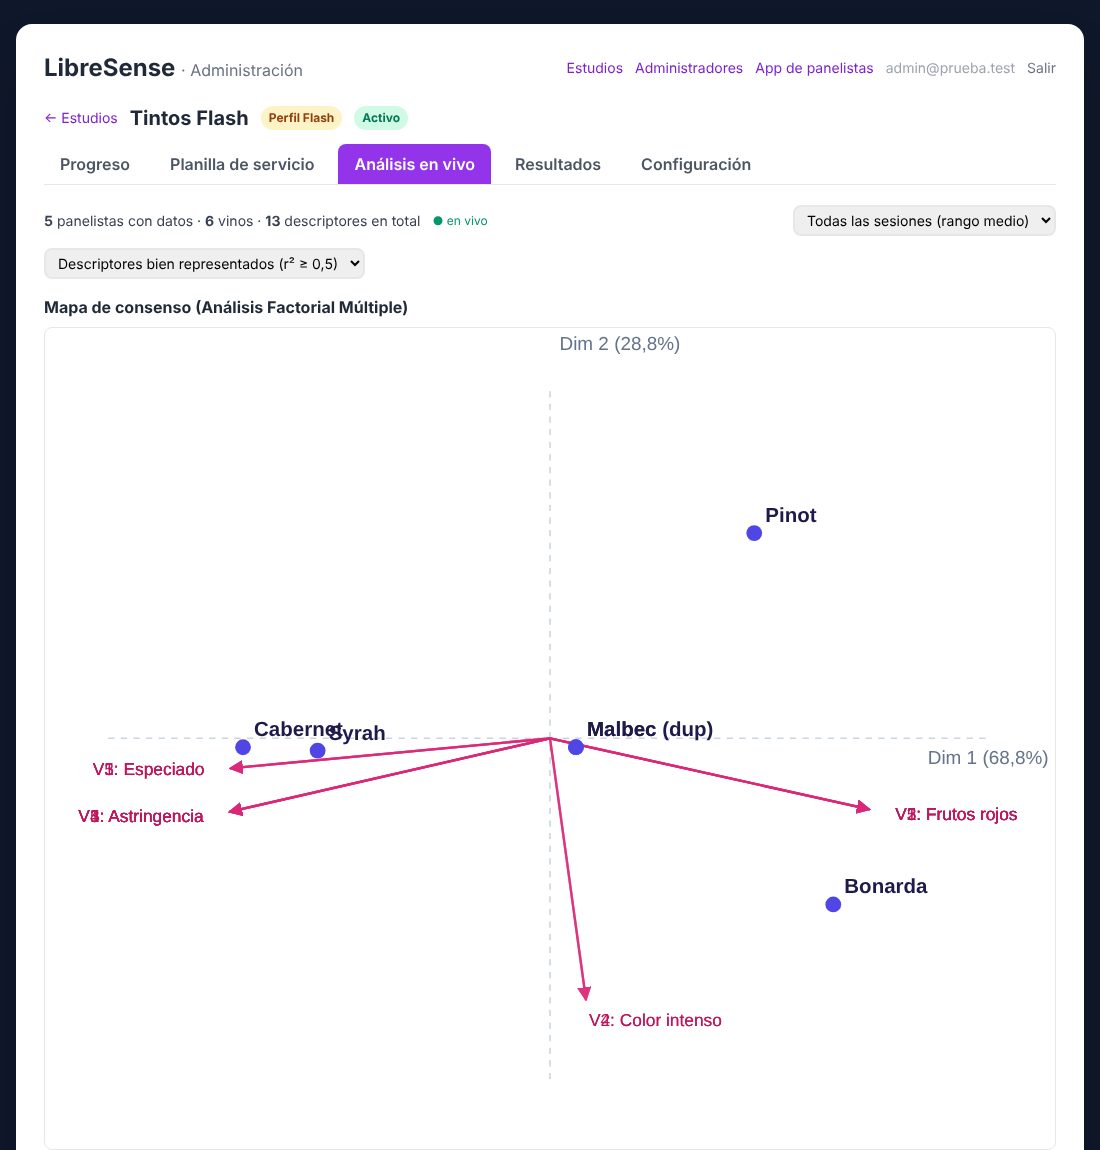 LibreSense · Administración
Estudios Administradores App de panelistas admin@prueba.test Salir
← Estudios Tintos Flash Perfil Flash Activo
Progreso Planilla de servicio Análisis en vivo Resultados Configuración
5 panelistas con datos · 6 vinos · 13 descriptores en total ● en vivo
Todas las sesiones (rango medio)
Descriptores bien representados (r² ≥ 0,5)
Mapa de consenso (Análisis Factorial Múltiple)
Dim 2 (28,8%)
Pinot
Cabernet
Syrah
Malbec (dup)
Dim 1 (68,8%)
Especiado
Astringencia
Frutos rojos
Bonarda
Color intenso